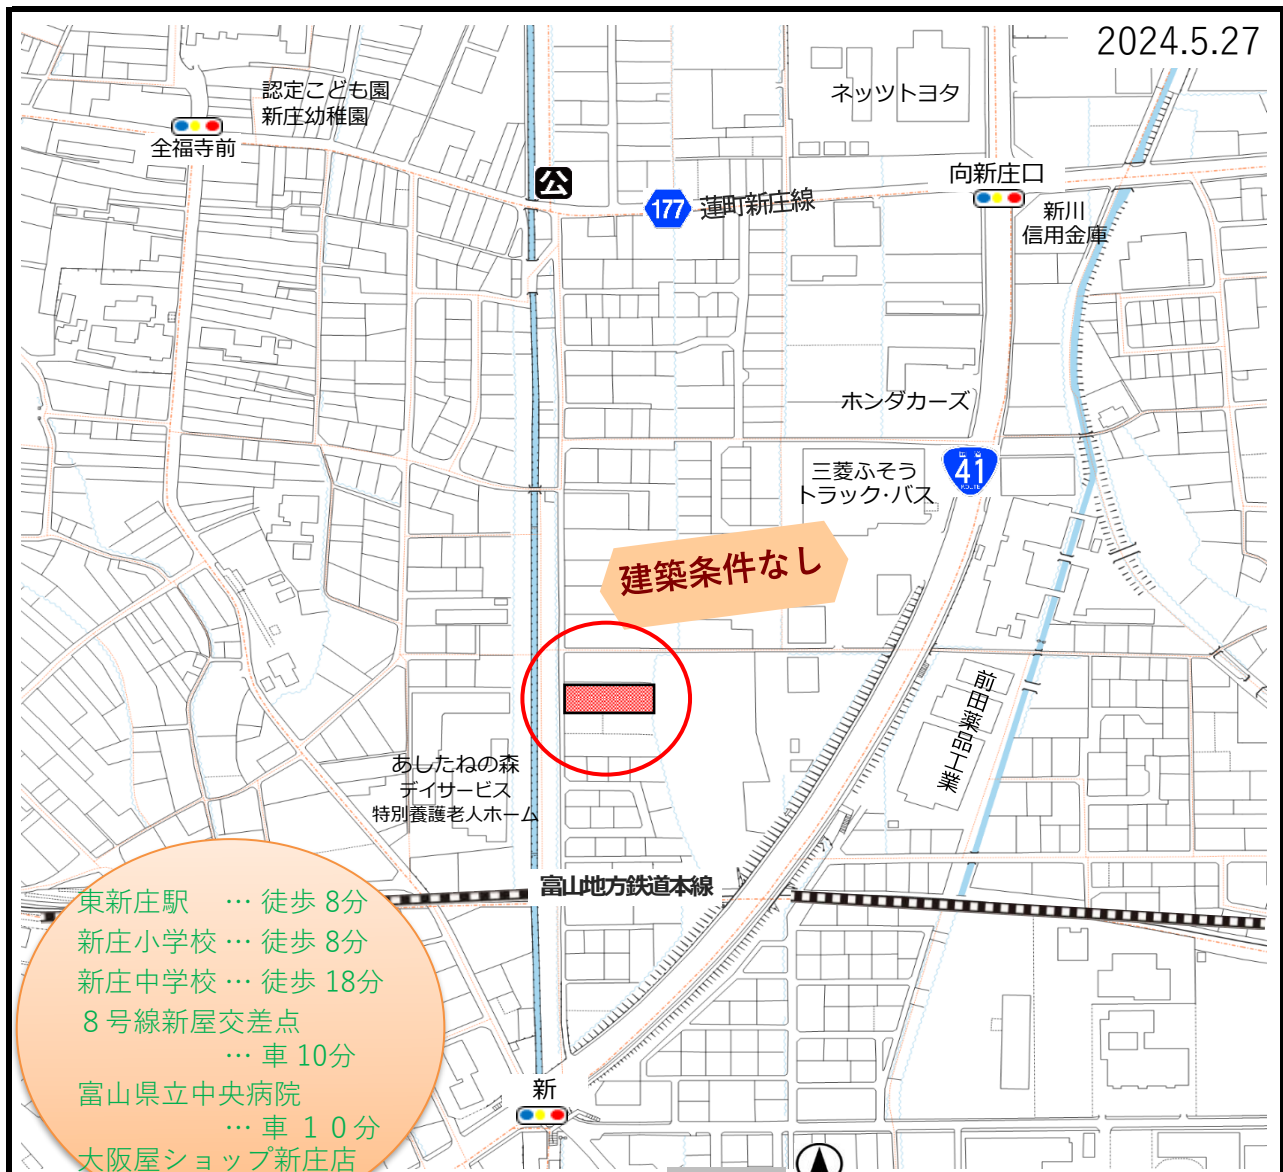 2024.5.27
認定こども園
新庄幼稚園
全福寺前
ネッツトヨタ
公
177
蓮町新庄線
向新庄口
新川
信用金庫
ホンダカーズ
三菱ふそう
トラック・バス
41
ROUTE
建築条件なし
前田薬品工業
あしたねの森
デイサービス
特別養護老人ホーム
富山地方鉄道本線
東新庄駅 … 徒歩 8分
新庄小学校 … 徒歩 8分
新庄中学校 … 徒歩 18分
８号線新屋交差点
… 車 10分
富山県立中央病院
… 車 １０分
大阪屋ショップ新庄店
新